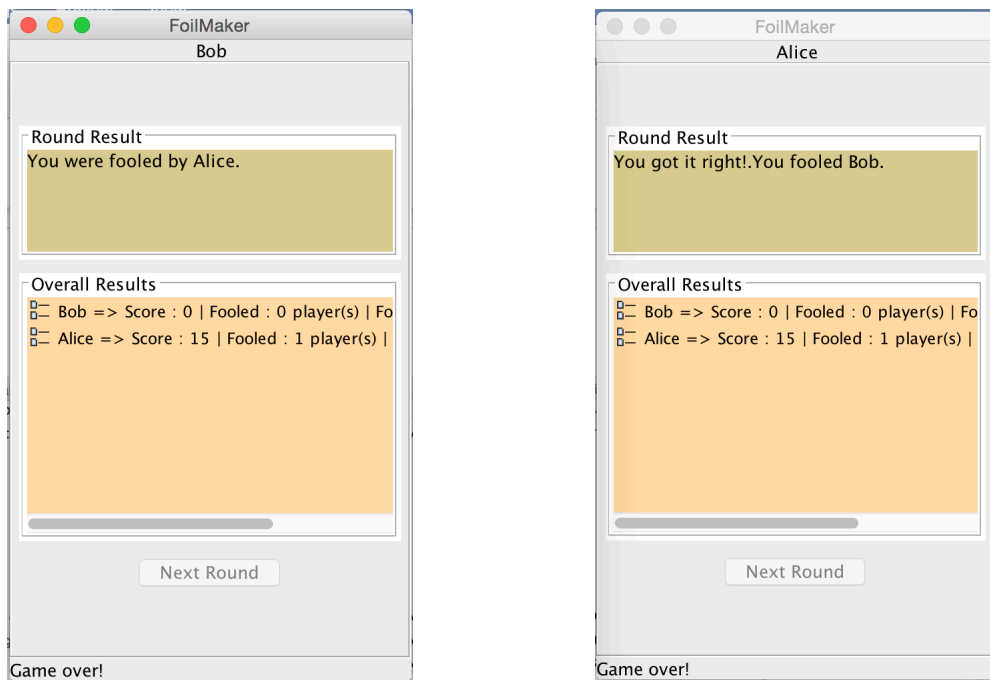 FoilMaker
Bob
Round Result
You were fooled by Alice.
Overall Results
Bob => Score : 0 | Fooled : 0 player(s) | Fo
Alice => Score : 15 | Fooled : 1 player(s) |
Next Round
Game over!
FoilMaker
Alice
Round Result
You got it right!.You fooled Bob.
Overall Results
Bob => Score : 0 | Fooled : 0 player(s) | Fo
Alice => Score : 15 | Fooled : 1 player(s) |
Next Round
Game over!